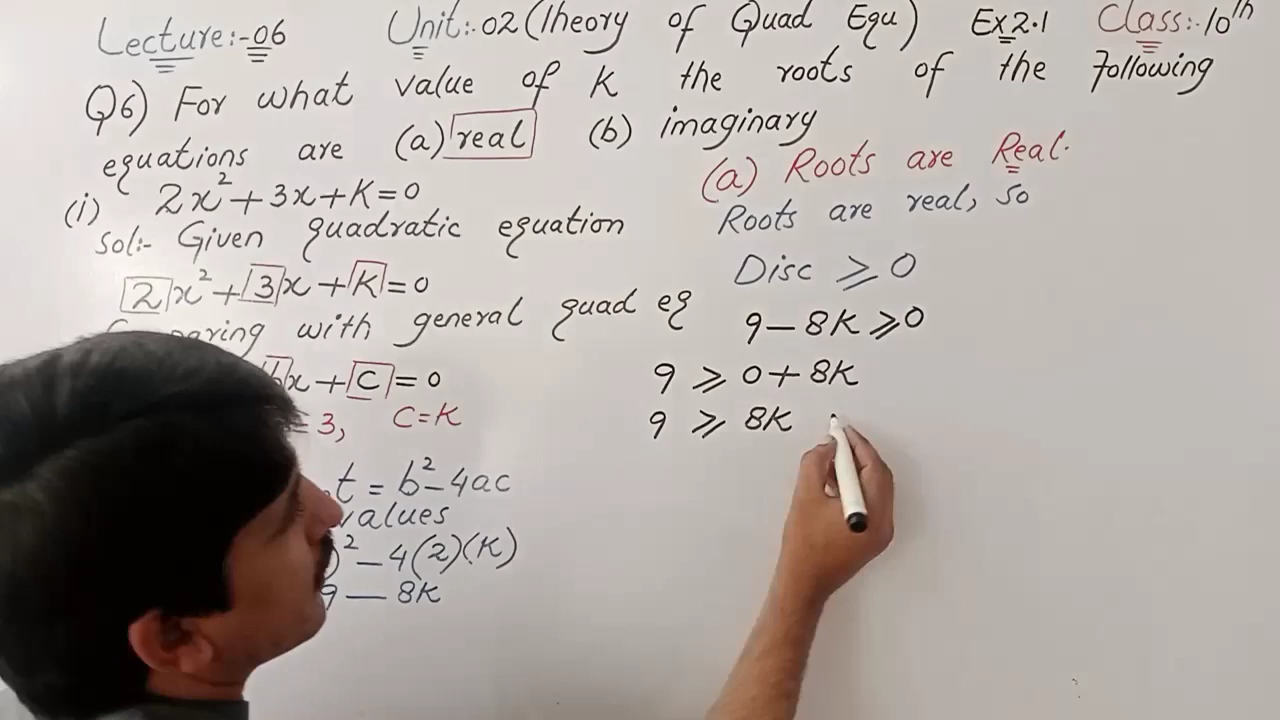 Lecture:-06 Unit:.02 (Theory of Quad Equ) Ex2.1 Class:-10th
Q6) For what value of K the roots of the following
equations are (a) real (b) imaginary
(i) 2x²+3x+K=0
Sol:- Given quadratic equation
2x²+3x+K=0
with general quad eq
x+c=0
=3, C=K
t = b²-4ac
values
)²-4(2)(K)
9 — 8K
(a) Roots are Real.
Roots are real, so
Disc ⩾ 0
9-8K ⩾ 0
9 ⩾ 0+8K
9 ⩾ 8K